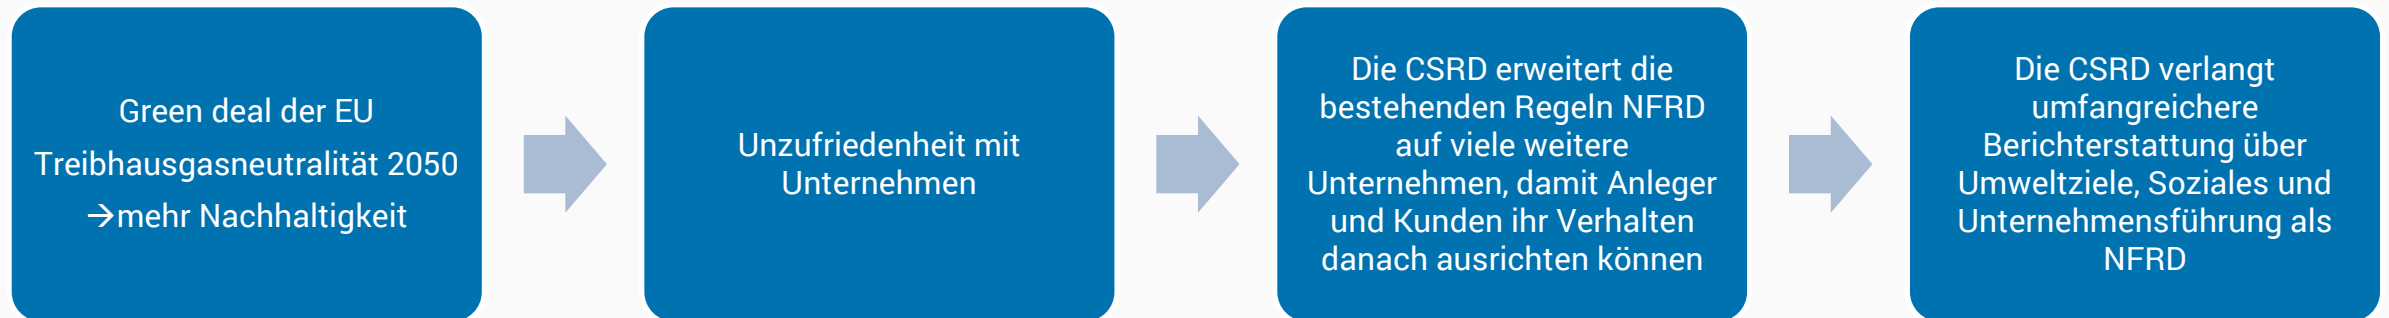 Green deal der EU
Treibhausgasneutralität 2050
→mehr Nachhaltigkeit
Unzufriedenheit mit
Unternehmen
Die CSRD erweitert die
bestehenden Regeln NFRD
auf viele weitere
Unternehmen, damit Anleger
und Kunden ihr Verhalten
danach ausrichten können
Die CSRD verlangt
umfangreichere
Berichterstattung über
Umweltziele, Soziales und
Unternehmensführung als
NFRD